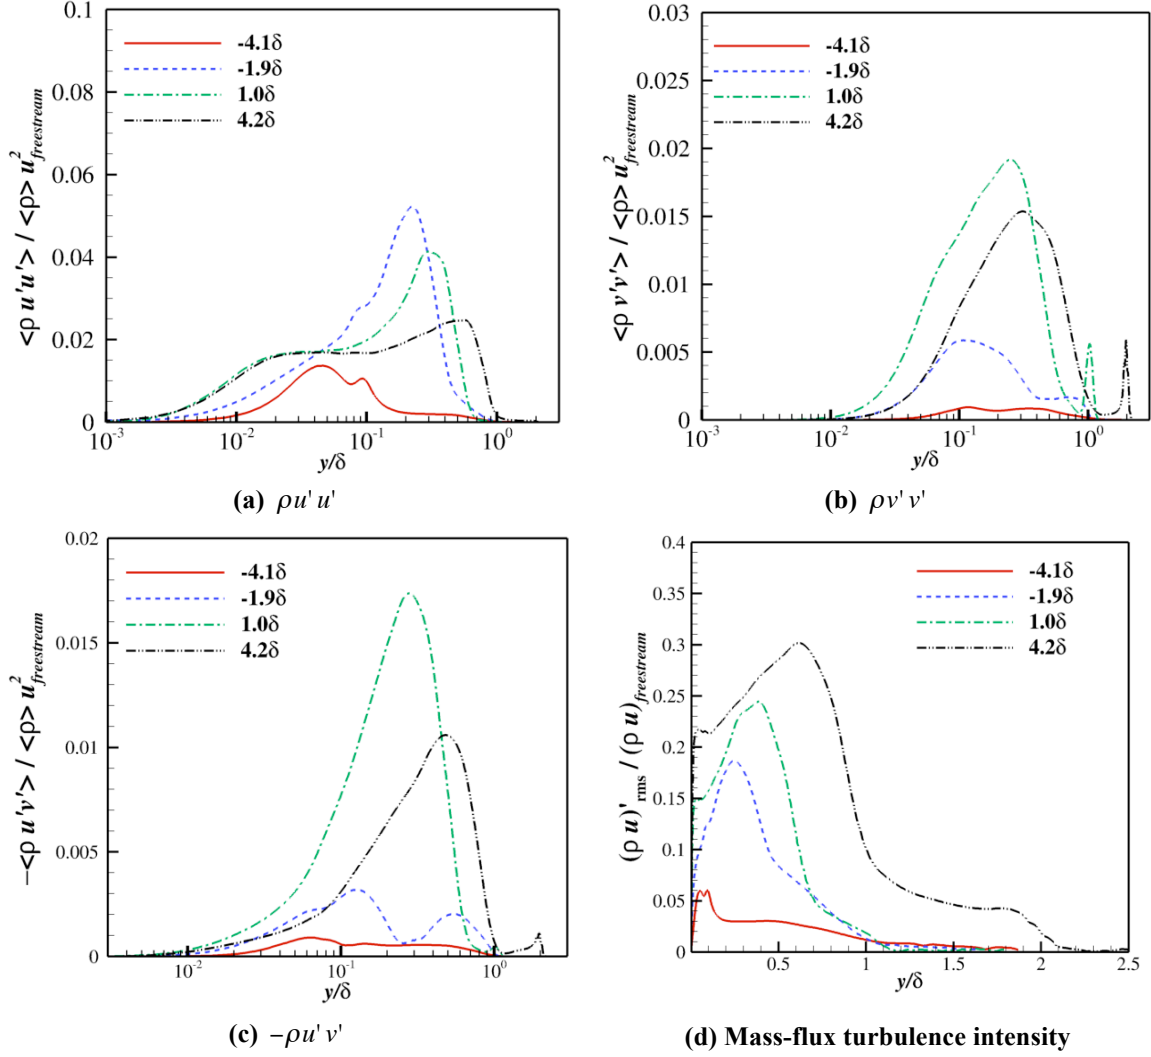 <ρ u'u'> / <ρ> u²freestream
0.1
0.08
0.06
0.04
0.02
0
-4.1δ
-1.9δ
1.0δ
4.2δ
10⁻³
10⁻²
10⁻¹
10⁰
y/δ
(a) ρu' u'
<ρ v'v'> / <ρ> u²freestream
0.03
0.025
0.02
0.015
0.01
0.005
0
-4.1δ
-1.9δ
1.0δ
4.2δ
10⁻³
10⁻²
10⁻¹
10⁰
y/δ
(b) ρv' v'
−<ρ u'v'> / <ρ> u²freestream
0.02
0.015
0.01
0.005
0
-4.1δ
-1.9δ
1.0δ
4.2δ
10⁻²
10⁻¹
10⁰
y/δ
(c) −ρu' v'
(ρ u)'rms / (ρ u)freestream
0.4
0.35
0.3
0.25
0.2
0.15
0.1
0.05
0
-4.1δ
-1.9δ
1.0δ
4.2δ
0.5
1
1.5
2
2.5
y/δ
(d) Mass-flux turbulence intensity